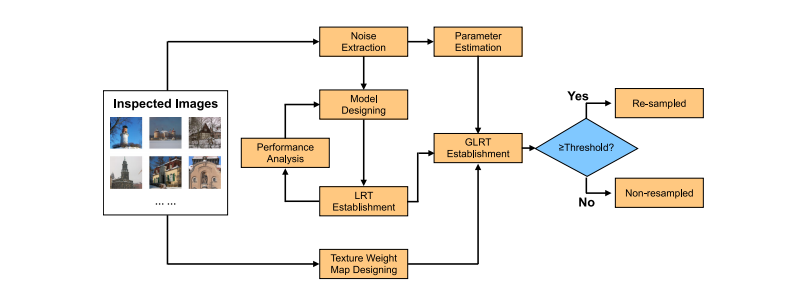 Noise
Extraction
Parameter
Estimation
Inspected Images
... ...
Model
Designing
Performance
Analysis
LRT
Establishment
GLRT
Establishment
≥Threshold?
Yes
Re-sampled
No
Non-resampled
Texture Weight
Map Designing